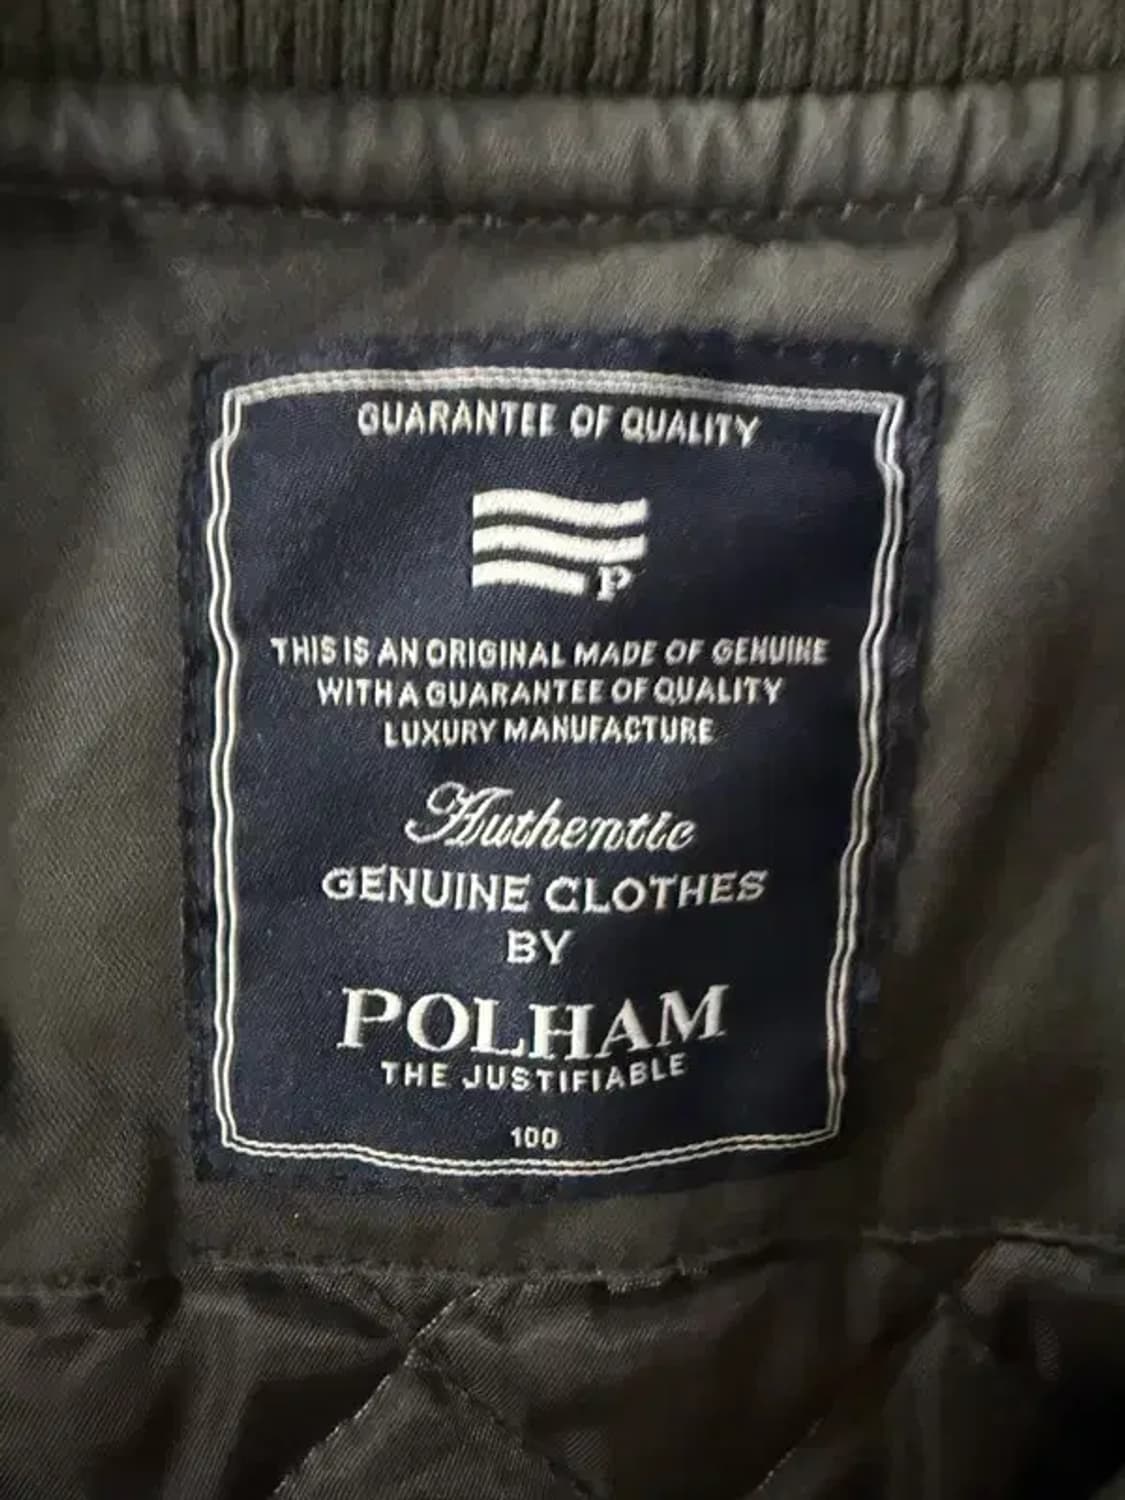 GUARANTEE OF QUALITY
P
THIS IS AN ORIGINAL MADE OF GENUINE
WITH A GUARANTEE OF QUALITY
LUXURY MANUFACTURE
Authentic
GENUINE CLOTHES
BY
POLHAM
THE JUSTIFIABLE
100